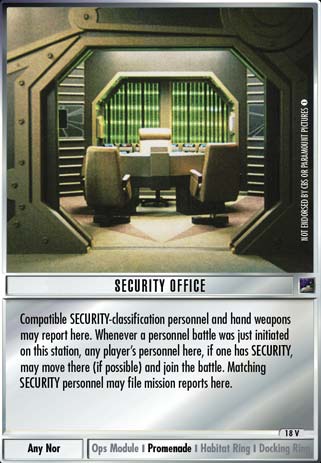 NOT ENDORSED BY CBS OR PARAMOUNT PICTURES
SECURITY OFFICE
Compatible SECURITY-classification personnel and hand weapons
may report here. Whenever a personnel battle was just initiated
on this station, any player's personnel here, if one has SECURITY,
may move there (if possible) and join the battle. Matching
SECURITY personnel may file mission reports here.
18 V
Any Nor
Ops Module | Promenade | Habitat Ring | Docking Ring